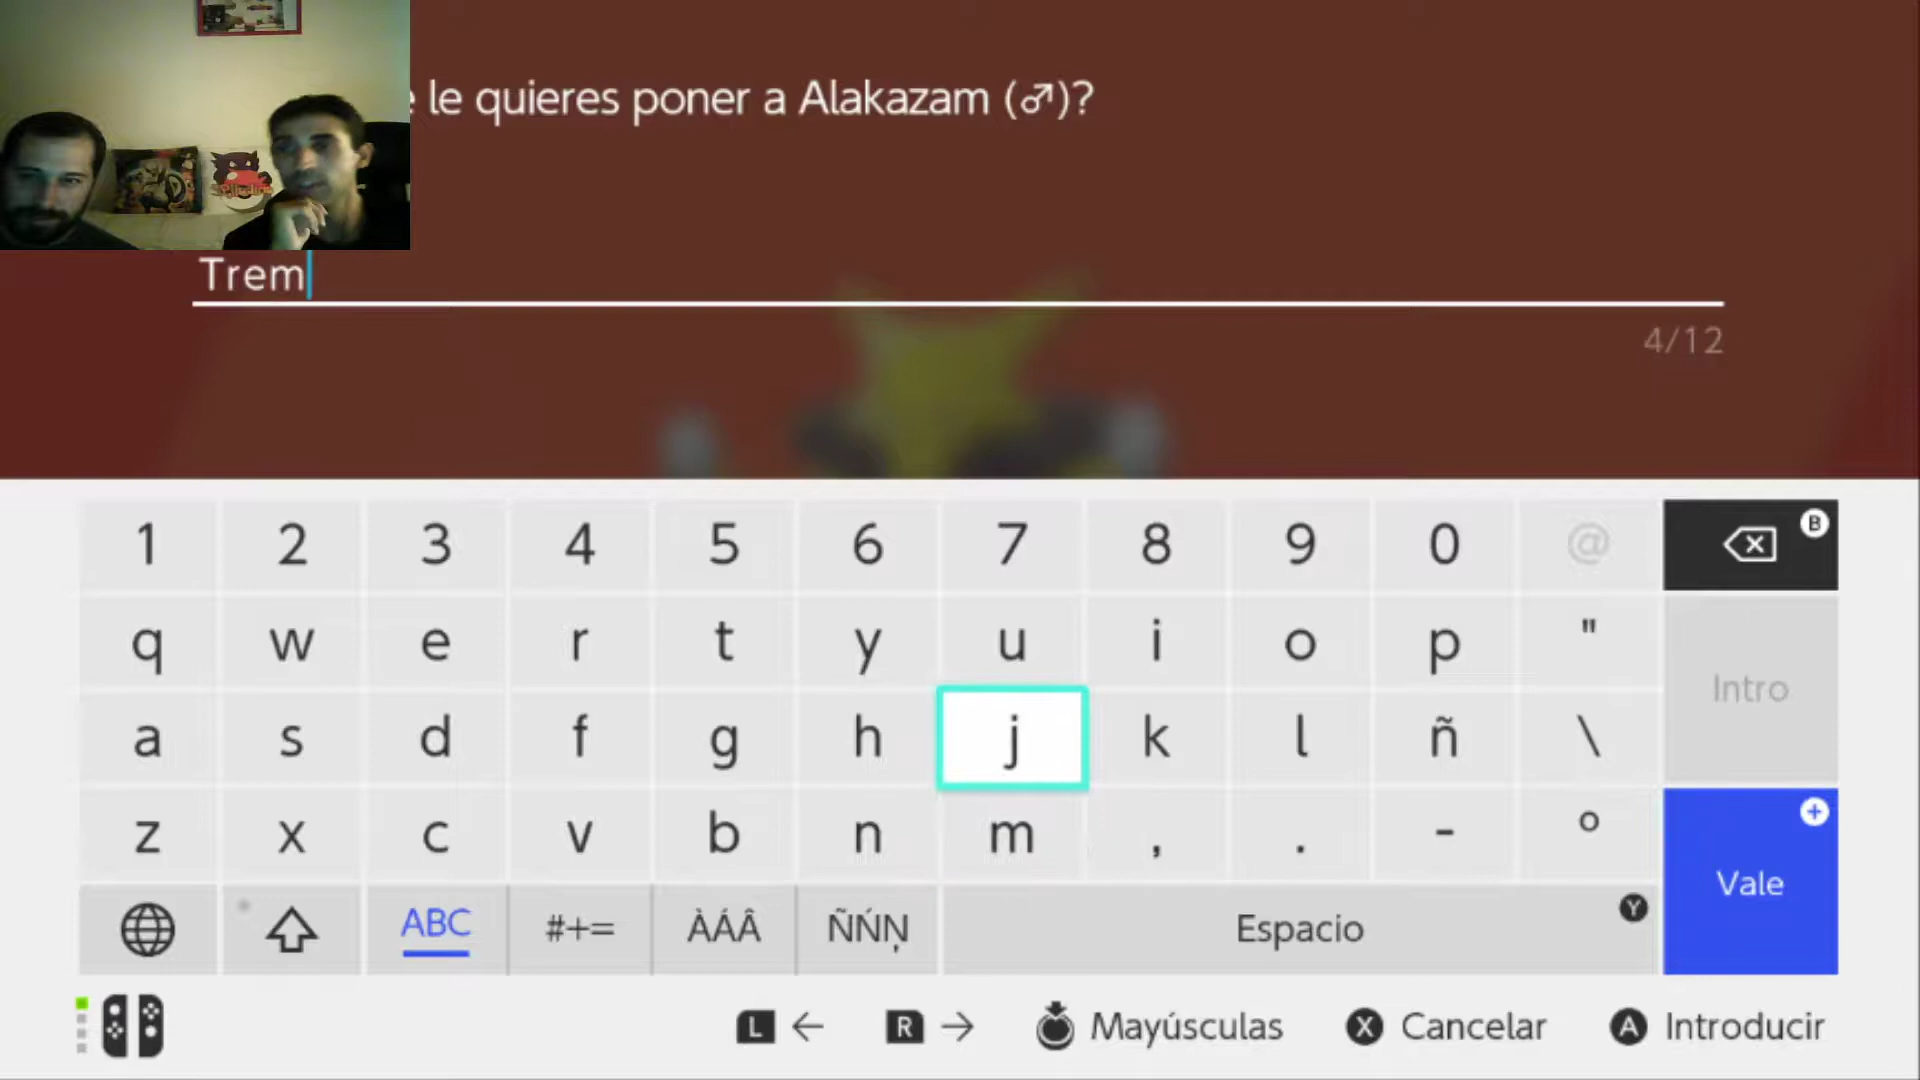 le quieres poner a Alakazam (♂)?
Trem
4/12
1 2 3 4 5 6 7 8 9 0 @ B
q w e r t y u i o p "
Intro
a s d f g h j k l ñ \
z x c v b n m , . - º
Vale
ABC #+= ÀÁÂ ÑŃŅ Espacio Y
L ← R → Mayúsculas X Cancelar A Introducir